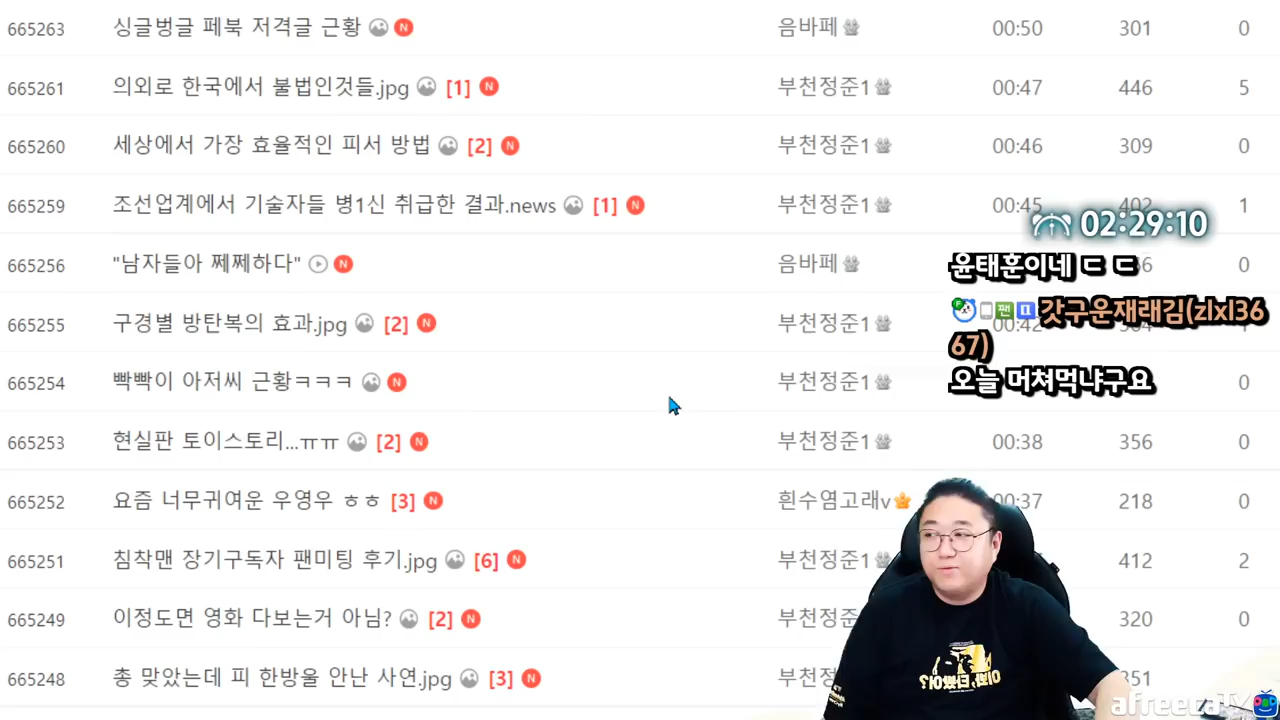 665263 싱글벙글 페북 저격글 근황 N 음바페 00:50 301 0
665261 의외로 한국에서 불법인것들.jpg [1] N 부천정준1 00:47 446 5
665260 세상에서 가장 효율적인 피서 방법 [2] N 부천정준1 00:46 309 0
665259 조선업계에서 기술자들 병1신 취급한 결과.news [1] N 부천정준1 00:45 402 1
02:29:10
665256 "남자들아 쩨쩨하다" N 음바페 0
윤태훈이네 ㄷ ㄷ
665255 구경별 방탄복의 효과.jpg [2] N 부천정준1 00:42
팬 갓구운재래김(zlxl36
67)
665254 빡빡이 아저씨 근황ㅋㅋㅋ N 부천정준1 0
오늘 머쳐먹냐구요
665253 현실판 토이스토리...ㅠㅠ [2] N 부천정준1 00:38 356 0
665252 요즘 너무귀여운 우영우 ㅎㅎ [3] N 흰수염고래v 00:37 218 0
665251 침착맨 장기구독자 팬미팅 후기.jpg [6] N 부천정준1 412 2
665249 이정도면 영화 다보는거 아님? [2] N 부천정 320 0
665248 총 맞았는데 피 한방울 안난 사연.jpg [3] N 부천 351
afreecaTV